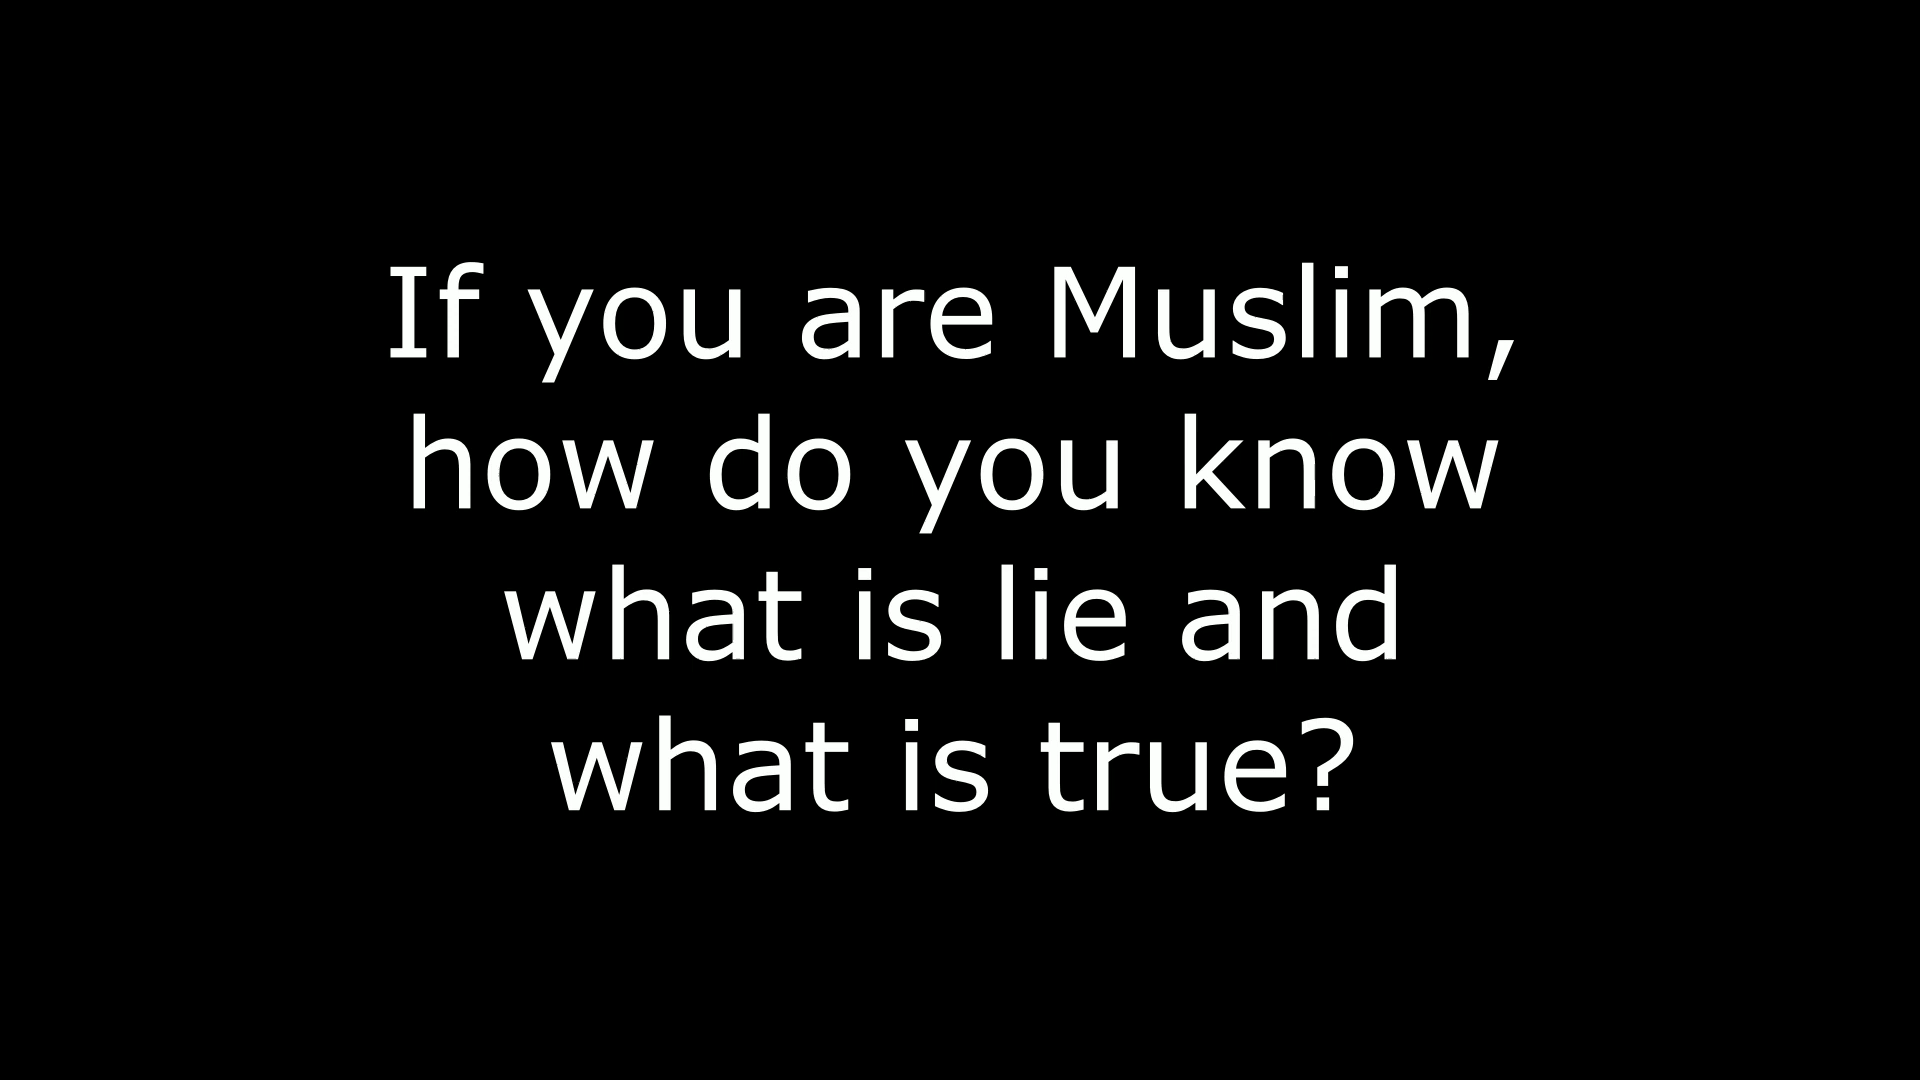 If you are Muslim,
how do you know
what is lie and
what is true?